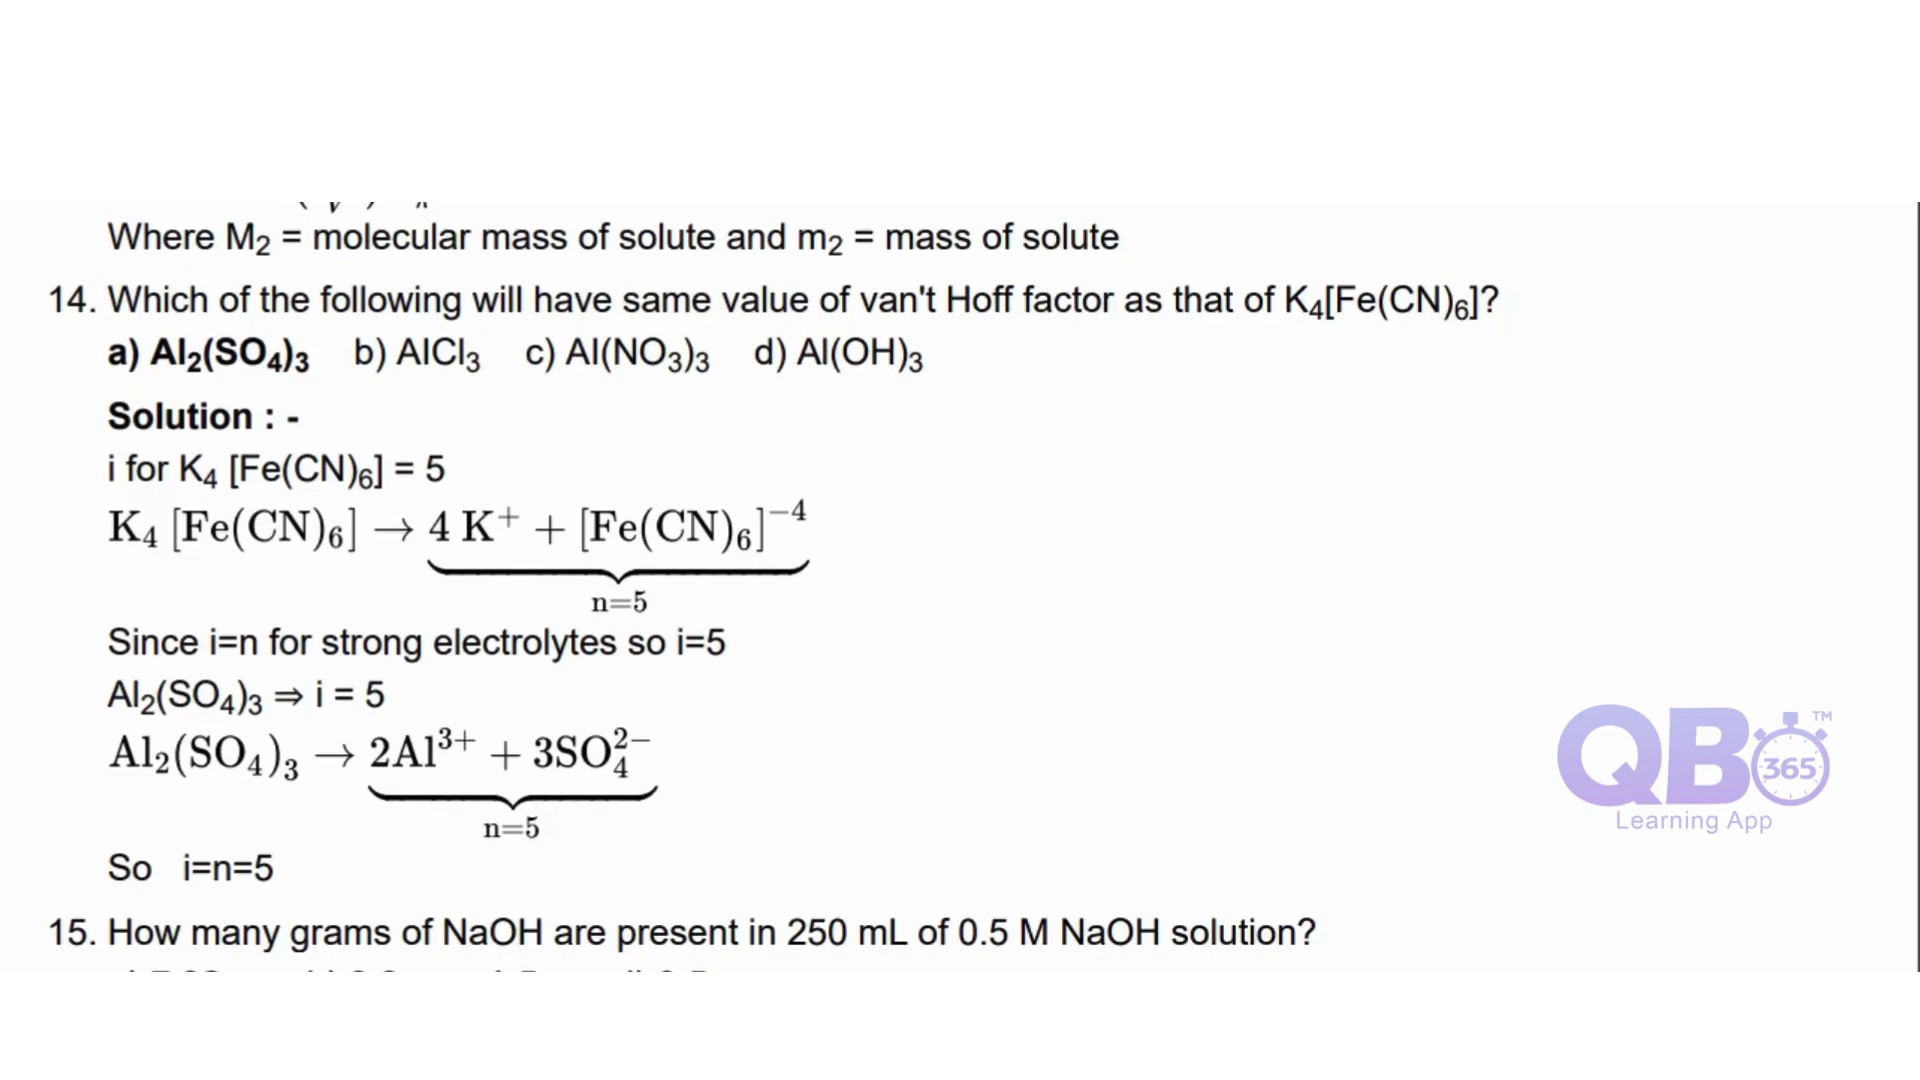 Where M₂ = molecular mass of solute and m₂ = mass of solute
14. Which of the following will have same value of van't Hoff factor as that of K₄[Fe(CN)₆]?
a) Al₂(SO₄)₃ b) AlCl₃ c) Al(NO₃)₃ d) Al(OH)₃
Solution : -
i for K₄ [Fe(CN)₆] = 5
K₄ [Fe(CN)₆] → 4 K⁺ + [Fe(CN)₆]⁻⁴
n=5
Since i=n for strong electrolytes so i=5
Al₂(SO₄)₃ ⇒ i = 5
Al₂(SO₄)₃ → 2Al³⁺ + 3SO₄²⁻
n=5
So i=n=5
15. How many grams of NaOH are present in 250 mL of 0.5 M NaOH solution?
QB365 ™
Learning App